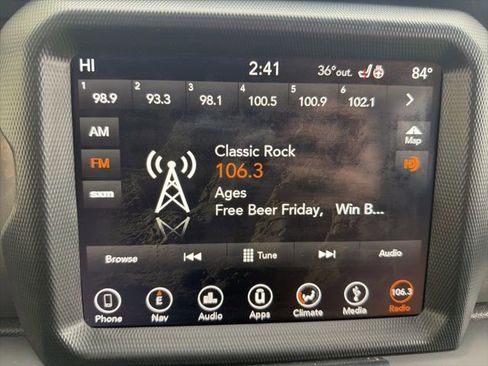 HI 2:41 36°out. 84°
1 98.9 2 93.3 3 98.1 4 100.5 5 100.9 6 102.1
AM
Map
FM
HD
sxm
Classic Rock
106.3
Ages
Free Beer Friday, Win B...
Browse Tune Audio
E 106.3
Phone Nav Audio Apps Climate Media Radio